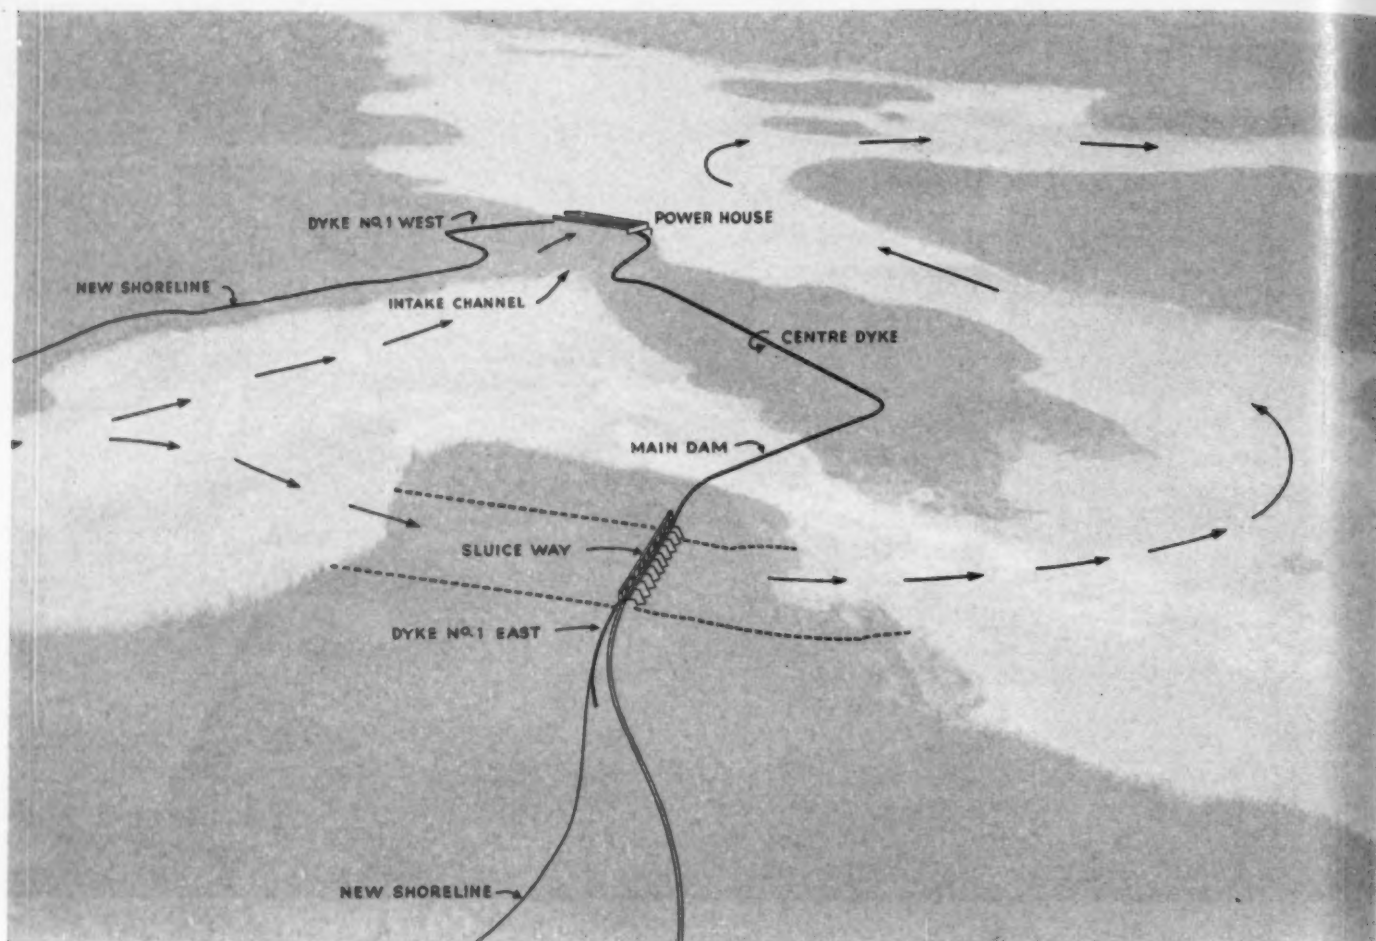 DYKE NO. 1 WEST
POWER HOUSE
NEW SHORELINE
INTAKE CHANNEL
CENTRE DYKE
MAIN DAM
SLUICE WAY
DYKE NO. 1 EAST
NEW SHORELINE